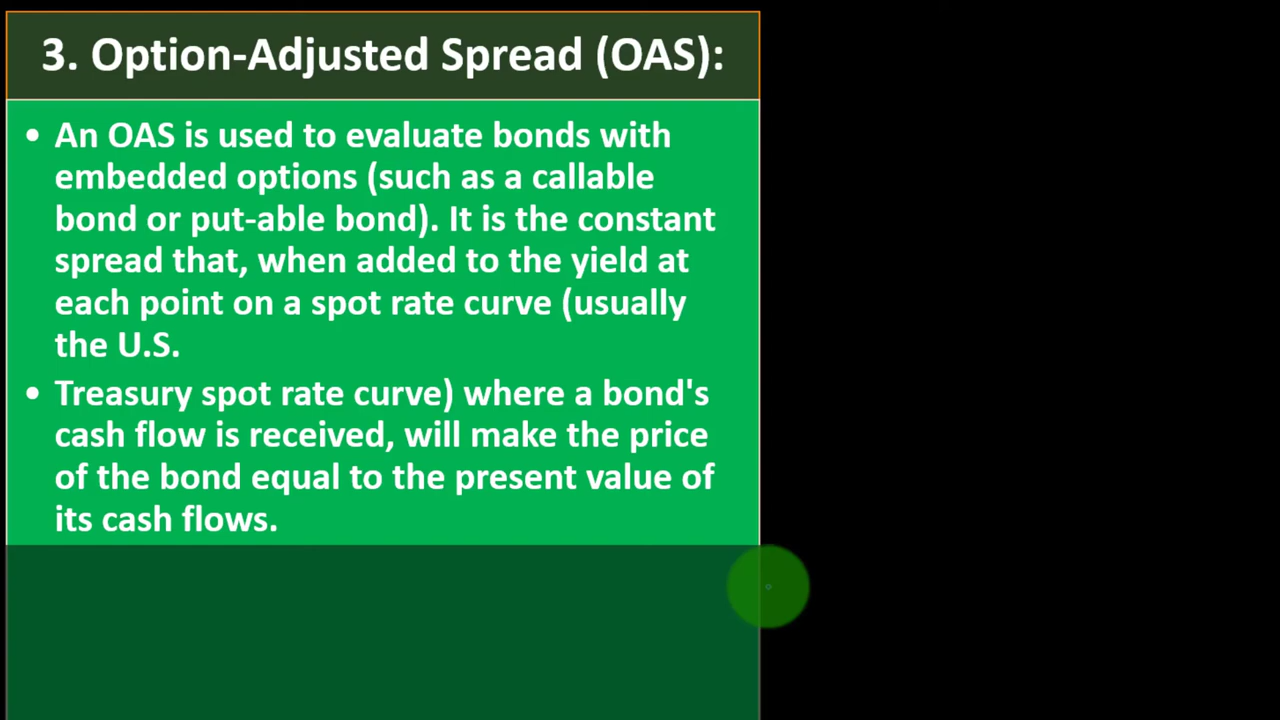 3. Option-Adjusted Spread (OAS):
• An OAS is used to evaluate bonds with
embedded options (such as a callable
bond or put-able bond). It is the constant
spread that, when added to the yield at
each point on a spot rate curve (usually
the U.S.
• Treasury spot rate curve) where a bond's
cash flow is received, will make the price
of the bond equal to the present value of
its cash flows.